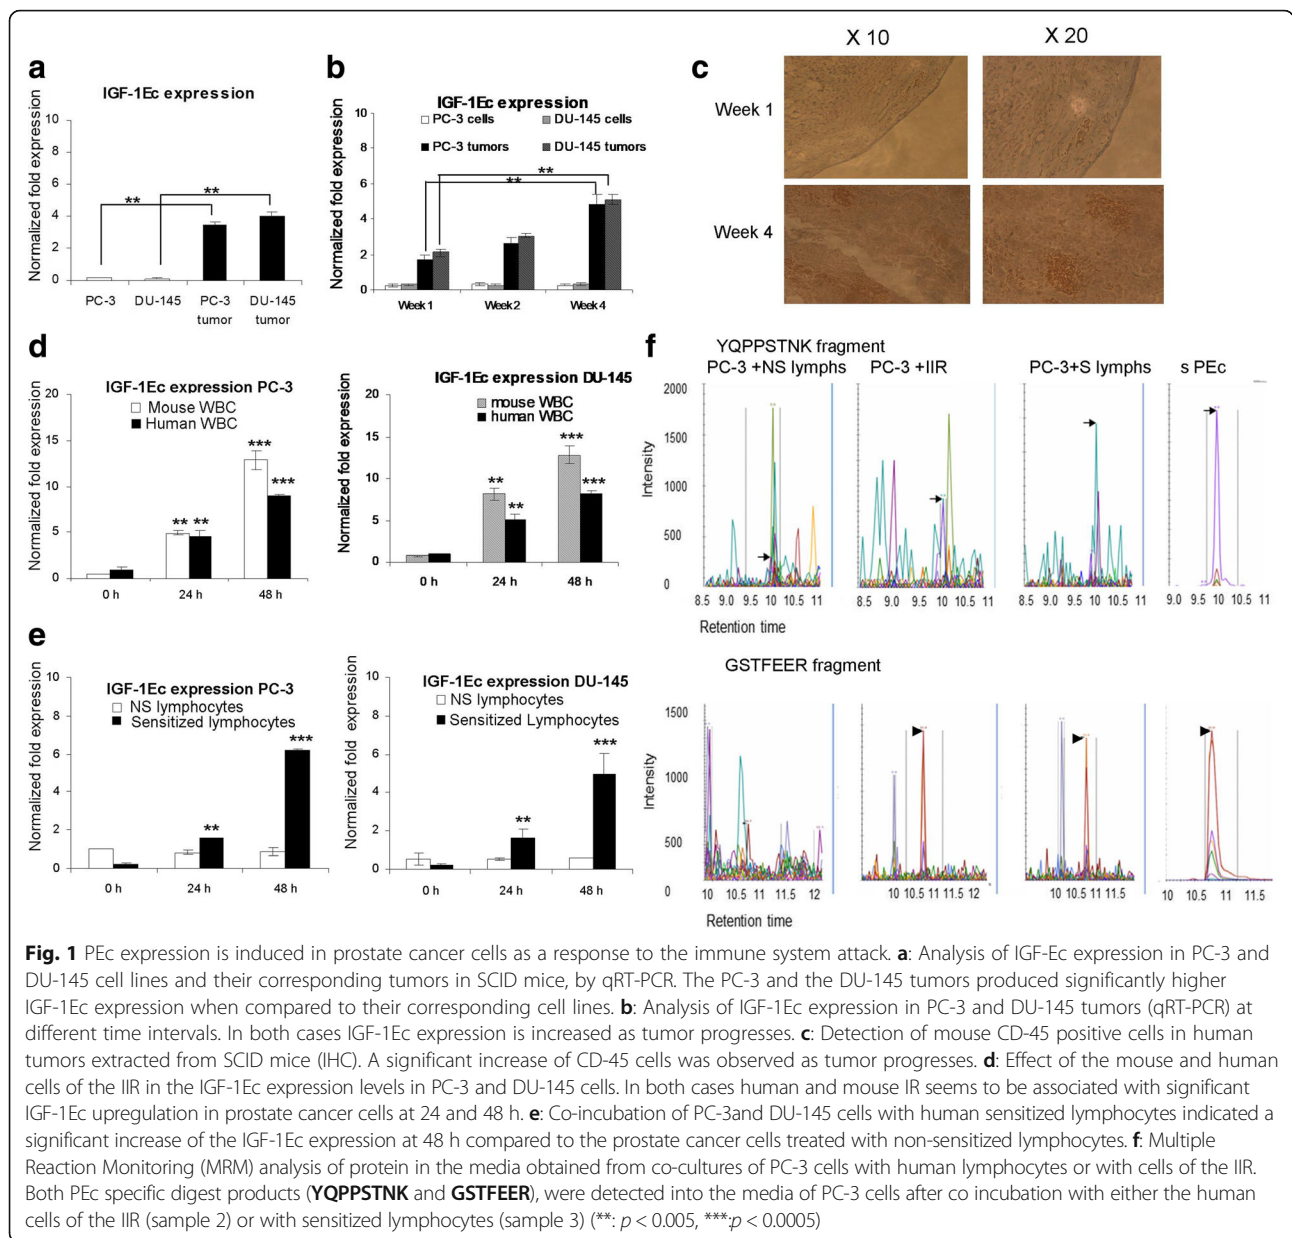 a
IGF-1Ec expression
Normalized fold expression
10
8
6
4
2
0
**
**
PC-3
DU-145
PC-3 tumor
DU-145 tumor
b
IGF-1Ec expression
PC-3 cells
DU-145 cells
PC-3 tumors
DU-145 tumors
Normalized fold expression
10
8
6
4
2
0
**
**
Week 1
Week2
Week 4
c
X 10
X 20
Week 1
Week 4
d
IGF-1Ec expression PC-3
Mouse WBC
Human WBC
Normalized fold expression
20
15
10
5
0
**
**
***
***
0 h
24 h
48 h
IGF-1Ec expression DU-145
mouse WBC
human WBC
Normalized fold expression
20
15
10
5
0
**
**
***
***
0 h
24 h
48 h
e
IGF-1Ec expression PC-3
NS lymphocytes
Sensitized lymphocytes
Normalized fold expression
10
8
6
4
2
0
**
***
0 h
24 h
48 h
IGF-1Ec expression DU-145
NS lymphocytes
Sensitized Lymphocytes
Normalized fold expression
10
8
6
4
2
0
**
***
0 h
24 h
48 h
f
YQPPSTNK fragment
PC-3 +NS lymphs
PC-3 +IIR
PC-3+S lymphs
s PEc
Intensity
2000
1500
1000
500
0
8.5 9.0 9.5 10 10.5 11
8.5 9.0 9.5 10 10.5 11
8.5 9.0 9.5 10 10.5 11
9.0 9.5 10 10.5 11
Retention time
GSTFEER fragment
Intensity
1500
1000
500
0
10 10.5 11 11.5 12
10 10.5 11 11.5 12
10 10.5 11 11.5
10 10.5 11 11.5
Retention time
Fig. 1 PEc expression is induced in prostate cancer cells as a response to the immune system attack. a: Analysis of IGF-Ec expression in PC-3 and
DU-145 cell lines and their corresponding tumors in SCID mice, by qRT-PCR. The PC-3 and the DU-145 tumors produced significantly higher
IGF-1Ec expression when compared to their corresponding cell lines. b: Analysis of IGF-1Ec expression in PC-3 and DU-145 tumors (qRT-PCR) at
different time intervals. In both cases IGF-1Ec expression is increased as tumor progresses. c: Detection of mouse CD-45 positive cells in human
tumors extracted from SCID mice (IHC). A significant increase of CD-45 cells was observed as tumor progresses. d: Effect of the mouse and human
cells of the IIR in the IGF-1Ec expression levels in PC-3 and DU-145 cells. In both cases human and mouse IR seems to be associated with significant
IGF-1Ec upregulation in prostate cancer cells at 24 and 48 h. e: Co-incubation of PC-3and DU-145 cells with human sensitized lymphocytes indicated a
significant increase of the IGF-1Ec expression at 48 h compared to the prostate cancer cells treated with non-sensitized lymphocytes. f: Multiple
Reaction Monitoring (MRM) analysis of protein in the media obtained from co-cultures of PC-3 cells with human lymphocytes or with cells of the IIR.
Both PEc specific digest products (YQPPSTNK and GSTFEER), were detected into the media of PC-3 cells after co incubation with either the human
cells of the IIR (sample 2) or with sensitized lymphocytes (sample 3) (**: p < 0.005, ***:p < 0.0005)